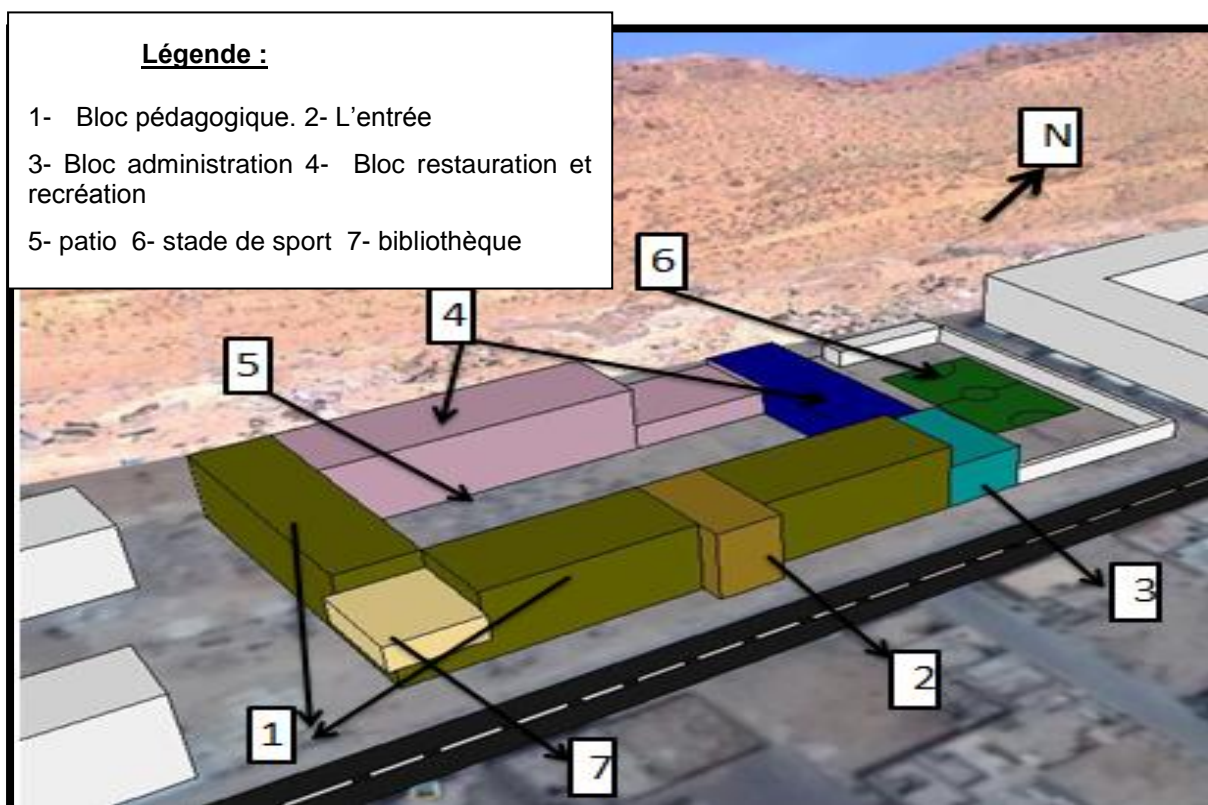 Légende :
1- Bloc pédagogique. 2- L'entrée
3- Bloc administration 4- Bloc restauration et
recréation
5- patio 6- stade de sport 7- bibliothèque
N
6
4
5
3
2
1
7